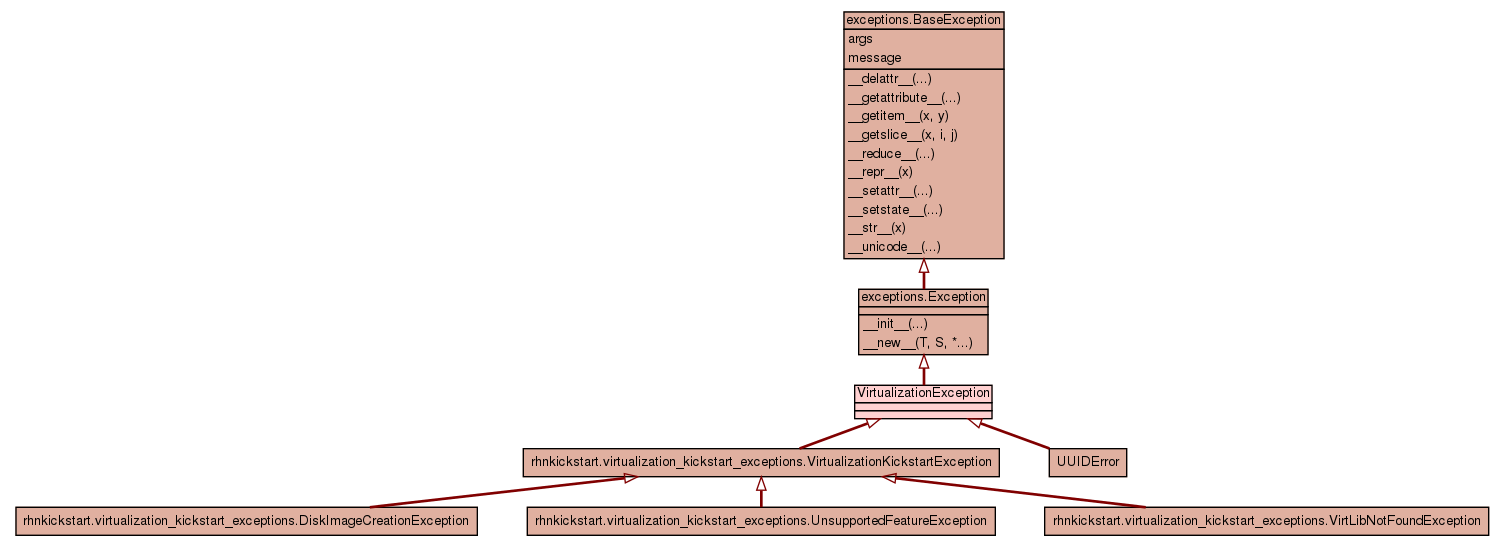 exceptions.BaseException
args
message
__delattr__(...)
__getattribute__(...)
__getitem__(x, y)
__getslice__(x, i, j)
__reduce__(...)
__repr__(x)
__setattr__(...)
__setstate__(...)
__str__(x)
__unicode__(...)
exceptions.Exception
__init__(...)
__new__(T, S, *...)
VirtualizationException
rhnkickstart.virtualization_kickstart_exceptions.VirtualizationKickstartException
UUIDError
rhnkickstart.virtualization_kickstart_exceptions.DiskImageCreationException
rhnkickstart.virtualization_kickstart_exceptions.UnsupportedFeatureException
rhnkickstart.virtualization_kickstart_exceptions.VirtLibNotFoundException